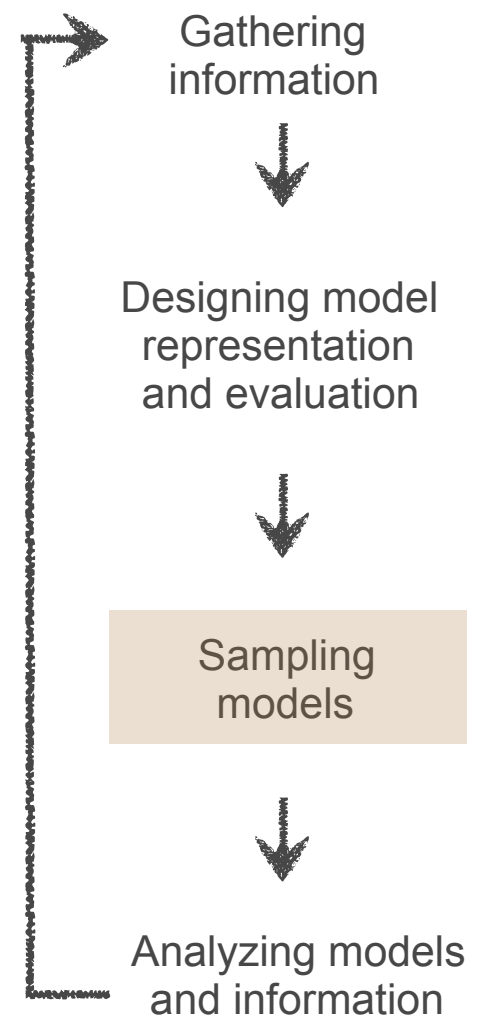 Gathering
information
Designing model
representation
and evaluation
Sampling
models
Analyzing models
and information